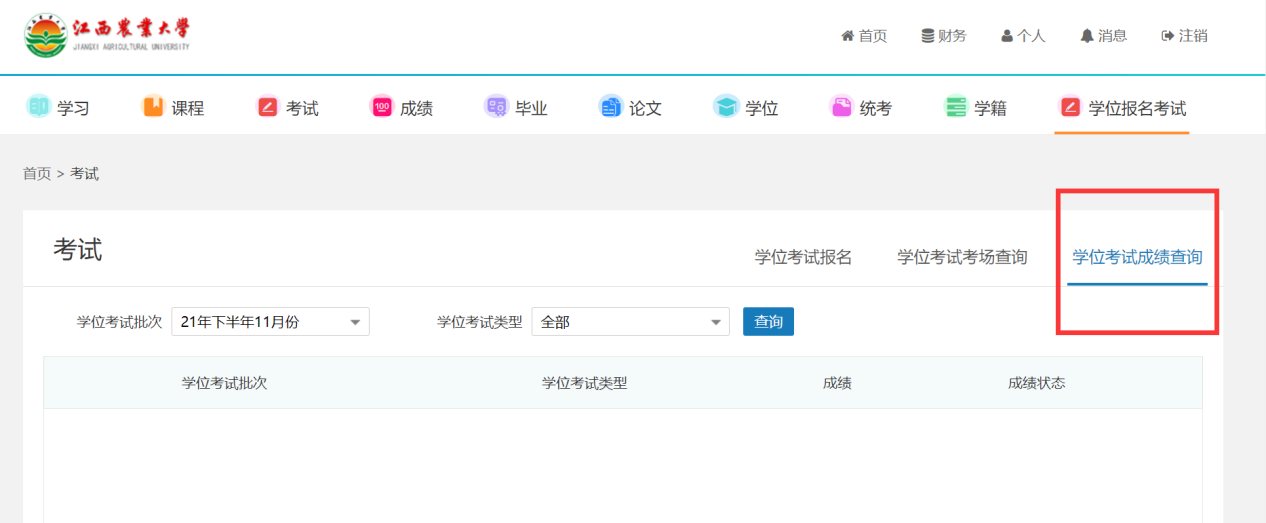 江西农业大学
JIANGXI AGRICULTURAL UNIVERSITY
首页 财务 个人 消息 注销
学习 课程 考试 100 成绩 毕业 论文 学位 统考 学籍 学位报名考试
首页 > 考试
考试
学位考试报名 学位考试考场查询 学位考试成绩查询
学位考试批次 21年下半年11月份 学位考试类型 全部 查询
学位考试批次 学位考试类型 成绩 成绩状态